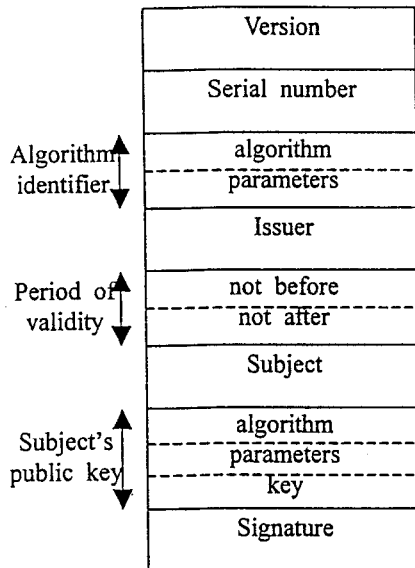 Version
Serial number
Algorithm
identifier
algorithm
parameters
Issuer
Period of
validity
not before
not after
Subject
Subject's
public key
algorithm
parameters
key
Signature